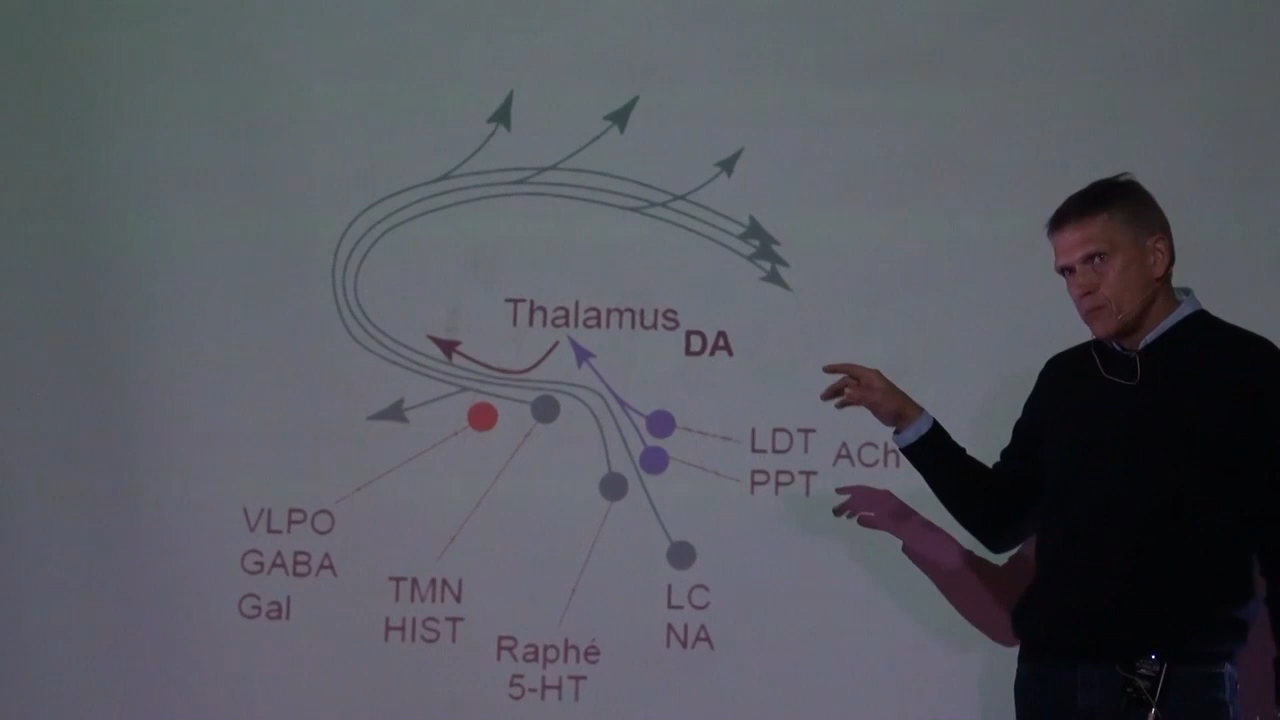 Thalamus
DA
LDT
PPT
ACh
VLPO
GABA
Gal
TMN
HIST
Raphé
5-HT
LC
NA